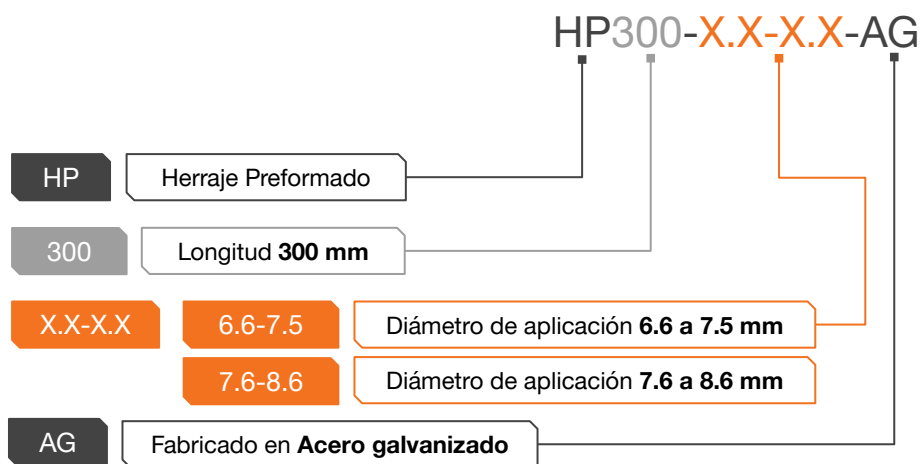 HP300-X.X-X.X-AG
HP Herraje Preformado
300 Longitud 300 mm
X.X-X.X 6.6-7.5 Diámetro de aplicación 6.6 a 7.5 mm
7.6-8.6 Diámetro de aplicación 7.6 a 8.6 mm
AG Fabricado en Acero galvanizado